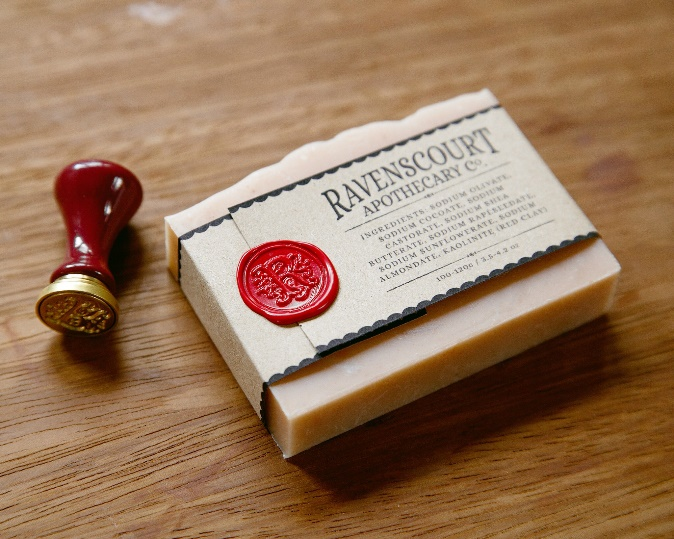 RAVENSCOURT
APOTHECARY CO.
INGREDIENTS: SODIUM OLIVATE,
SODIUM COCOATE, SODIUM
CASTORATE, SODIUM SHEA
BUTTERATE, SODIUM RAPESEEDATE,
SODIUM SUNFLOWERATE, SODIUM
ALMONDATE, KAOLINITE (RED CLAY)
100-120G / 3.5-4.2 OZ
R